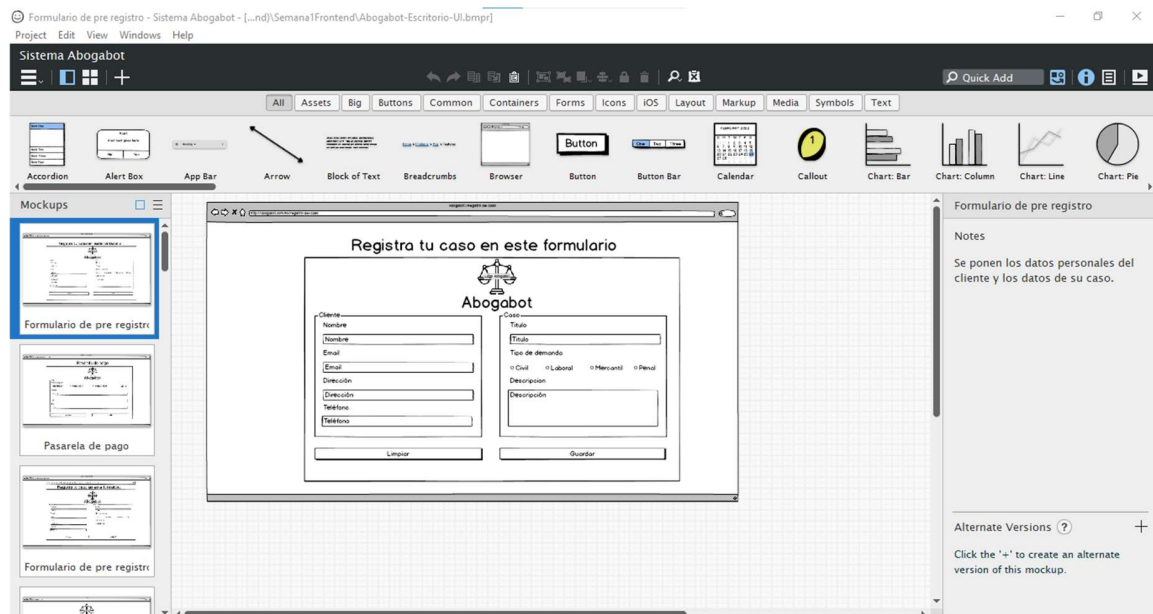 Formulario de pre registro - Sistema Abogabot - [...nd)\Semana1Frontend\Abogabot-Escritorio-UI.bmpr]
Project Edit View Windows Help
Sistema Abogabot
Quick Add
All Assets Big Buttons Common Containers Forms Icons iOS Layout Markup Media Symbols Text
Button
One Two Three
1
Accordion Alert Box App Bar Arrow Block of Text Breadcrumbs Browser Button Button Bar Calendar Callout Chart: Bar Chart: Column Chart: Line Chart: Pie
Mockups
Formulario de pre registro
Pasarela de pago
Formulario de pre registro
Registra tu caso en este formulario
Abogabot
Cliente
Nombre
Nombre
Email
Email
Dirección
Dirección
Teléfono
Teléfono
Caso
Titulo
Titulo
Tipo de demanda
Civil Laboral Mercantil Penal
Descripcion
Descripción
Limpiar Guardar
Formulario de pre registro
Notes
Se ponen los datos personales del
cliente y los datos de su caso.
Alternate Versions ? +
Click the '+' to create an alternate
version of this mockup.